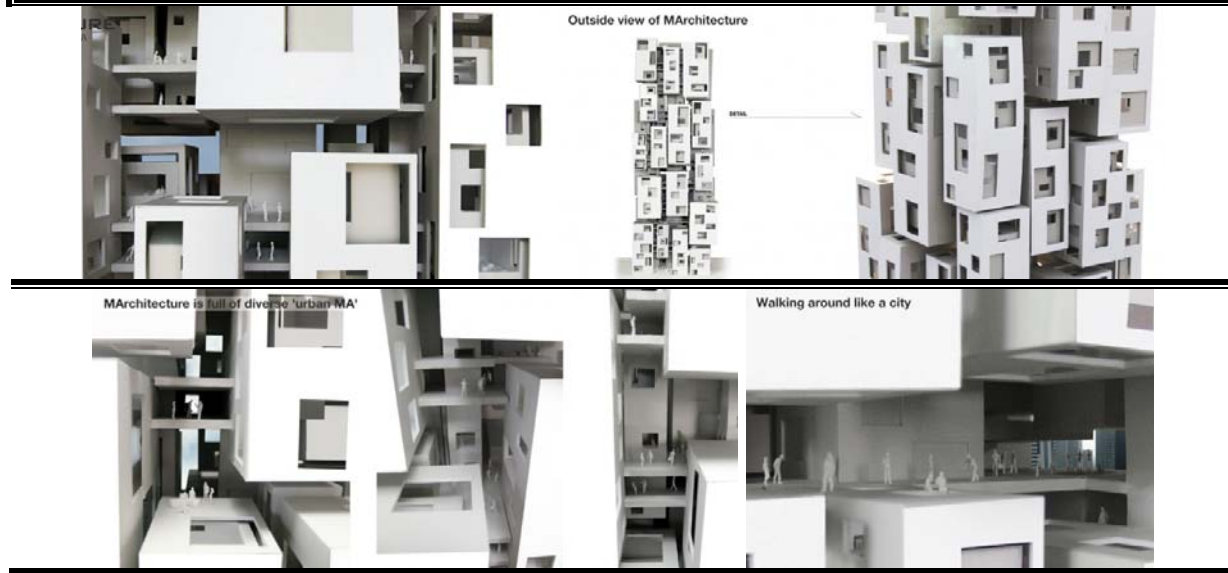 Outside view of MArchitecture
DETAIL
MArchitecture is full of diverse 'urban MA'
Walking around like a city